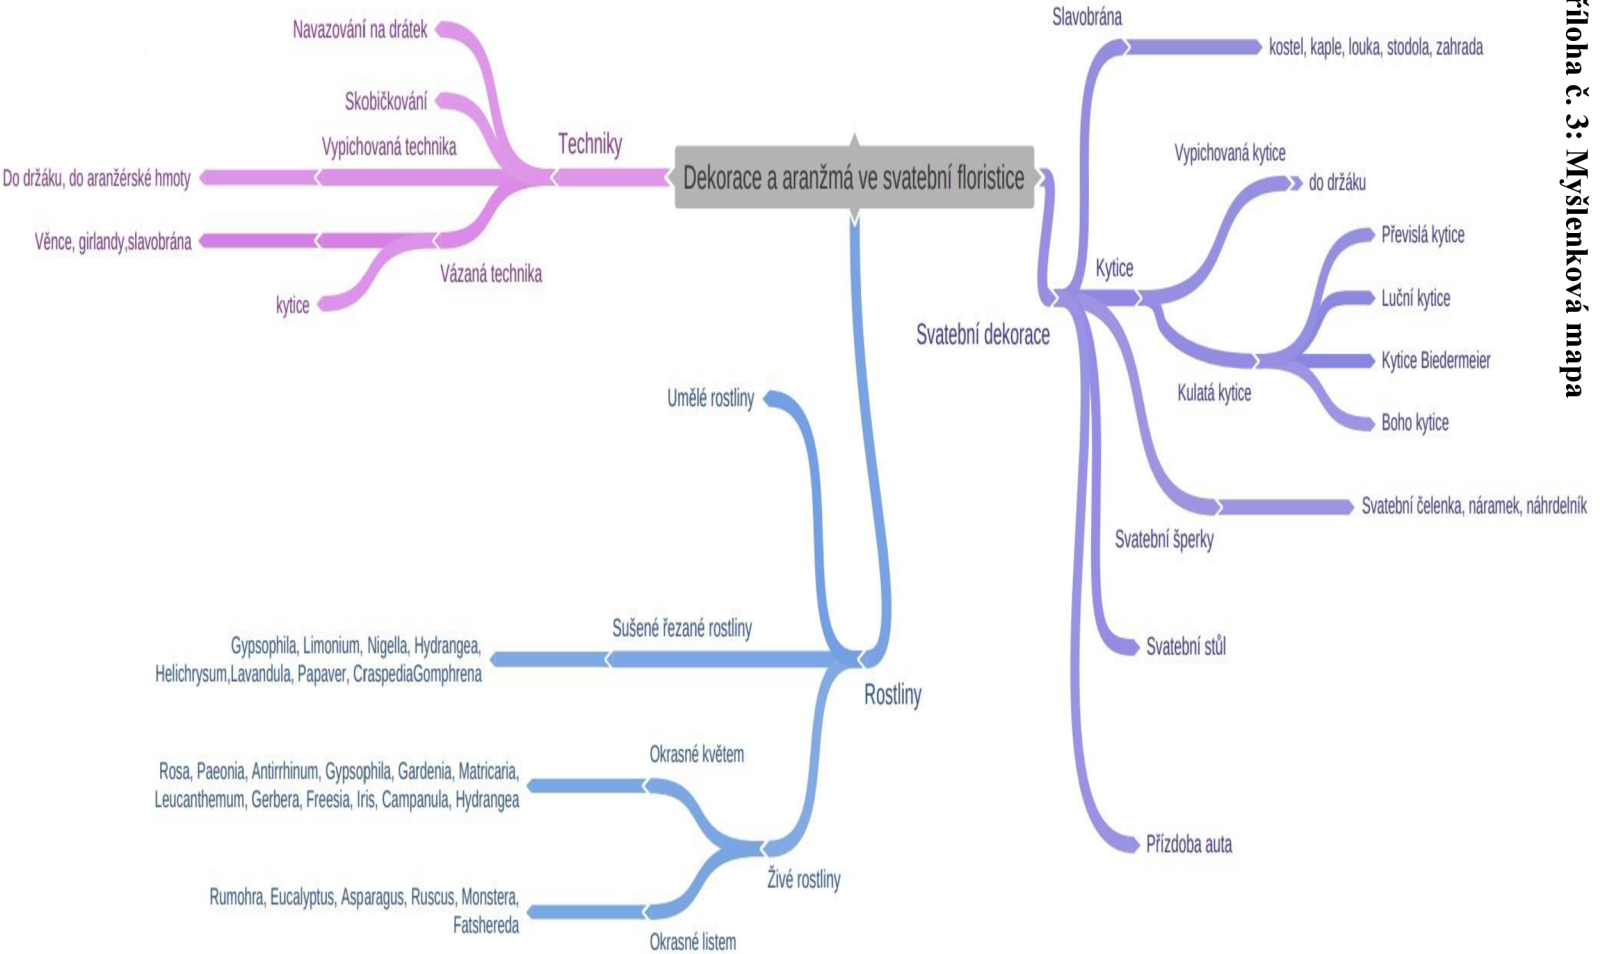 říloha č. 3: Myšlenková mapa
Dekorace a aranžmá ve svatební floristice
Techniky
Navazování na drátek
Skobičkování
Vypichovaná technika
Do držáku, do aranžérské hmoty
Vázaná technika
Věnce, girlandy,slavobrána
kytice
Svatební dekorace
Slavobrána
kostel, kaple, louka, stodola, zahrada
Kytice
Vypichovaná kytice
do držáku
Kulatá kytice
Převislá kytice
Luční kytice
Kytice Biedermeier
Boho kytice
Svatební šperky
Svatební čelenka, náramek, náhrdelník
Svatební stůl
Přízdoba auta
Rostliny
Umělé rostliny
Sušené řezané rostliny
Gypsophila, Limonium, Nigella, Hydrangea,
Helichrysum,Lavandula, Papaver, CraspediaGomphrena
Živé rostliny
Okrasné květem
Rosa, Paeonia, Antirrhinum, Gypsophila, Gardenia, Matricaria,
Leucanthemum, Gerbera, Freesia, Iris, Campanula, Hydrangea
Okrasné listem
Rumohra, Eucalyptus, Asparagus, Ruscus, Monstera,
Fatshereda